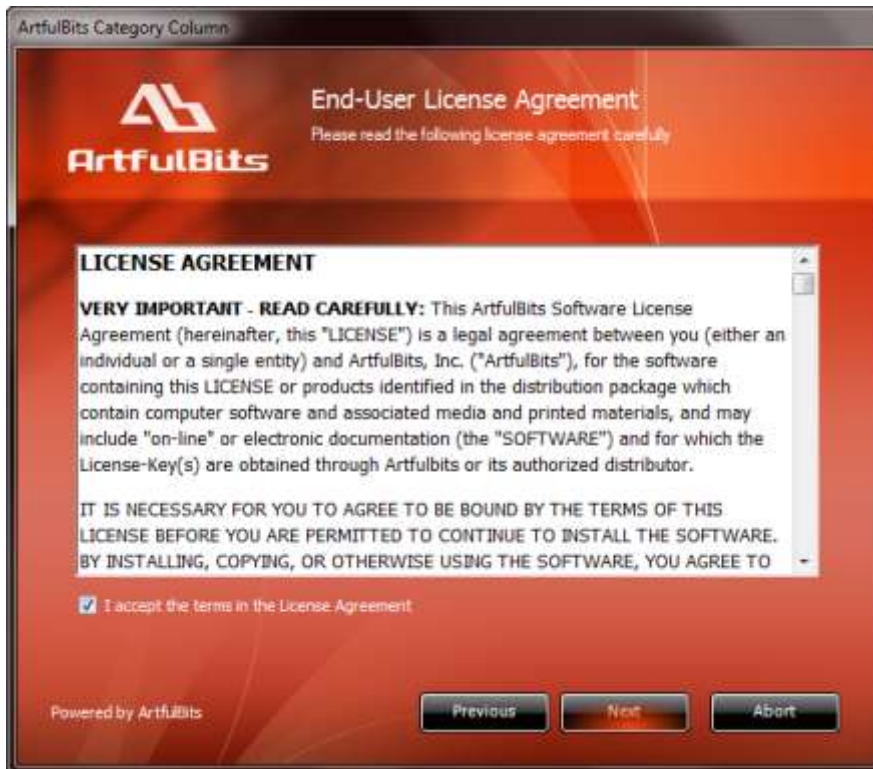 ArtfulBits Category Column
ArtfulBits
End-User License Agreement
Please read the following license agreement carefully
LICENSE AGREEMENT
VERY IMPORTANT - READ CAREFULLY: This ArtfulBits Software License
Agreement (hereinafter, this "LICENSE") is a legal agreement between you (either an
individual or a single entity) and ArtfulBits, Inc. ("ArtfulBits"), for the software
containing this LICENSE or products identified in the distribution package which
contain computer software and associated media and printed materials, and may
include "on-line" or electronic documentation (the "SOFTWARE") and for which the
License-Key(s) are obtained through Artfulbits or its authorized distributor.
IT IS NECESSARY FOR YOU TO AGREE TO BE BOUND BY THE TERMS OF THIS
LICENSE BEFORE YOU ARE PERMITTED TO CONTINUE TO INSTALL THE SOFTWARE.
BY INSTALLING, COPYING, OR OTHERWISE USING THE SOFTWARE, YOU AGREE TO
I accept the terms in the License Agreement
Powered by ArtfulBits
Previous
Next
Abort